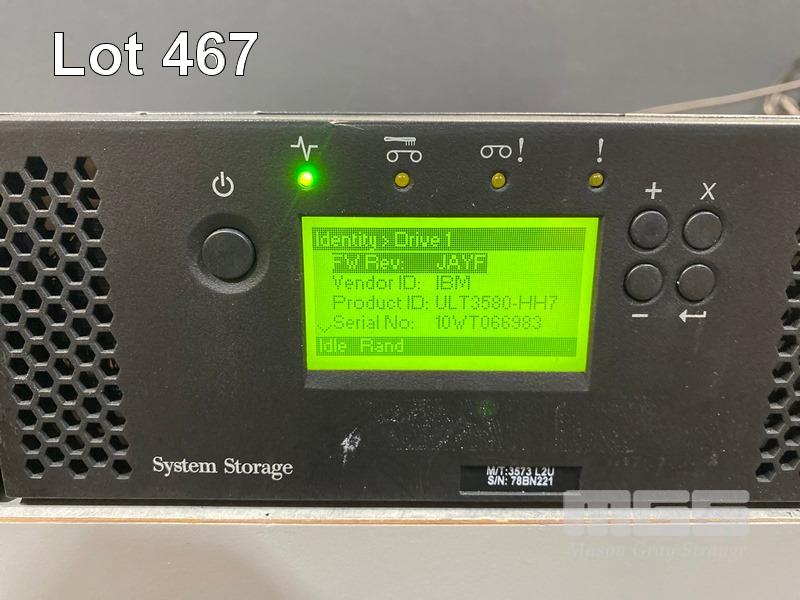 Lot 467
Identity > Drive 1
FW Rev: JAYF
Vendor ID: IBM
Product ID: ULT3580-HH7
Serial No: 10WT066983
Idle Rand
+ X
− ↵
System Storage
M/T:3573 L2U
S/N: 78BN221
MGS
Mason Gray Strange